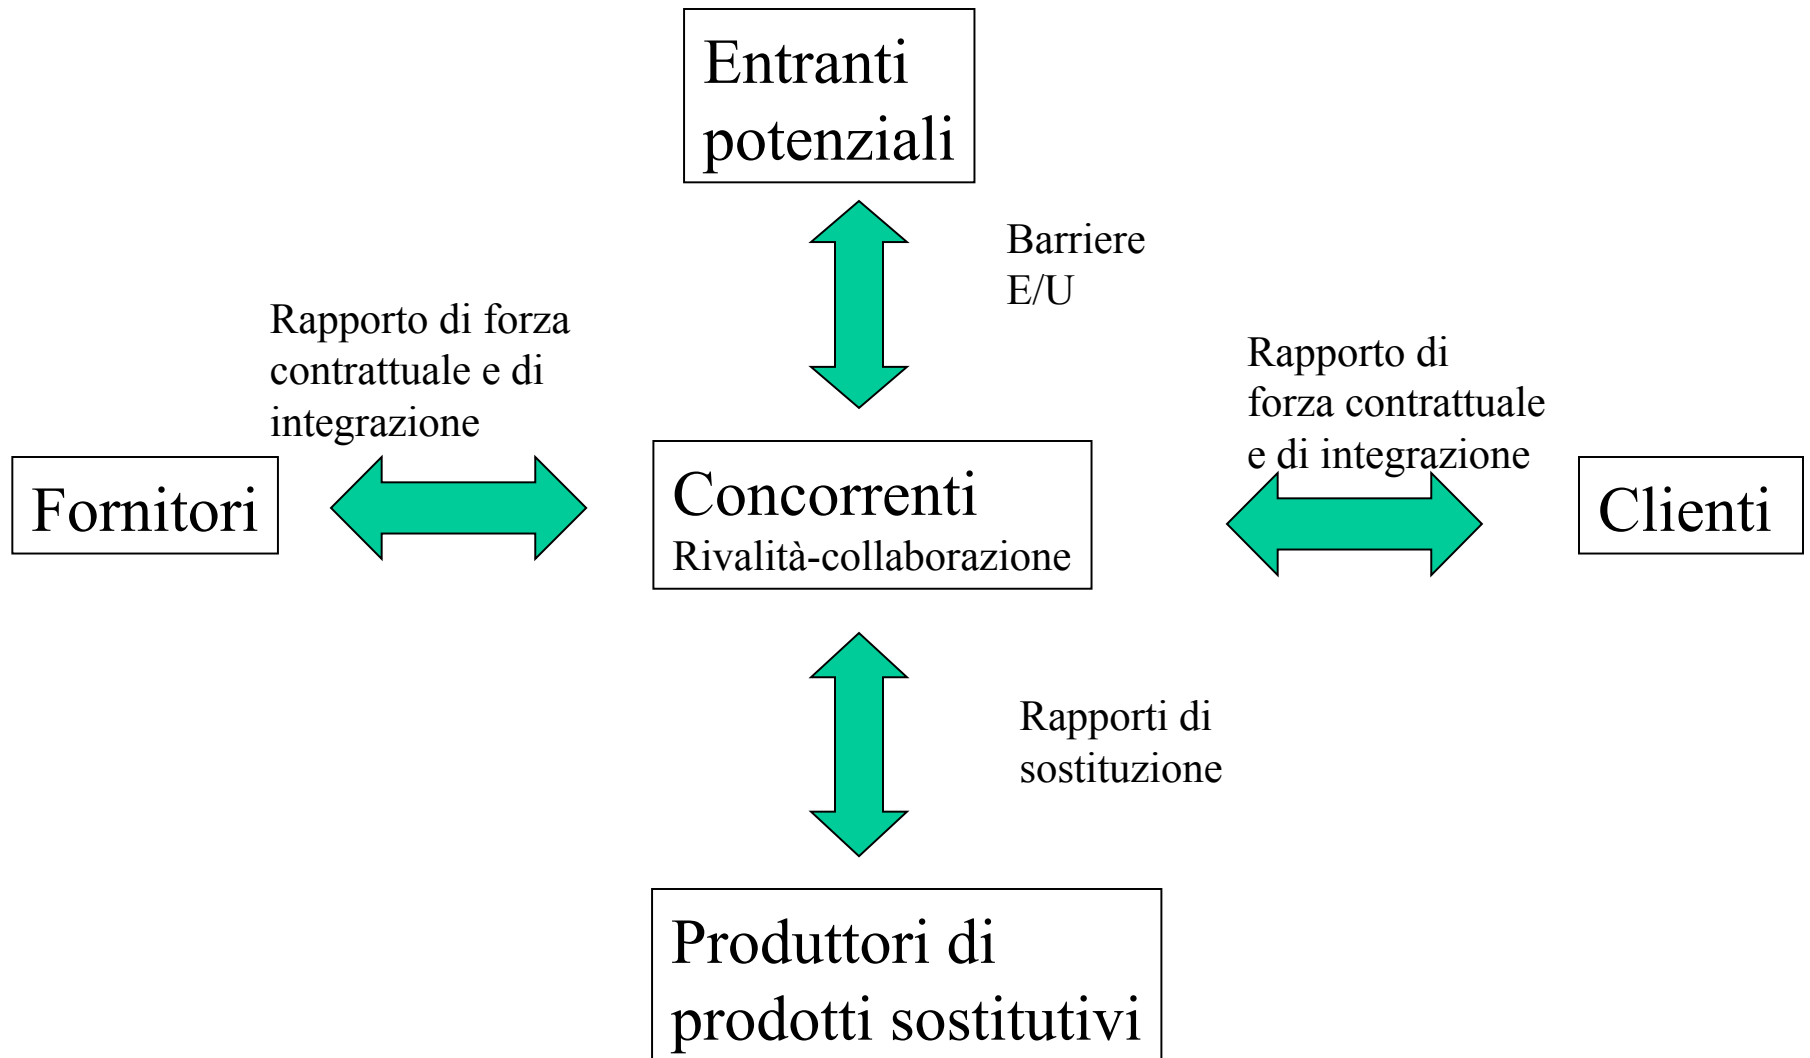 Entranti
potenziali
Barriere
E/U
Rapporto di forza
contrattuale e di
integrazione
Rapporto di
forza contrattuale
e di integrazione
Fornitori
Concorrenti
Rivalità-collaborazione
Clienti
Rapporti di
sostituzione
Produttori di
prodotti sostitutivi